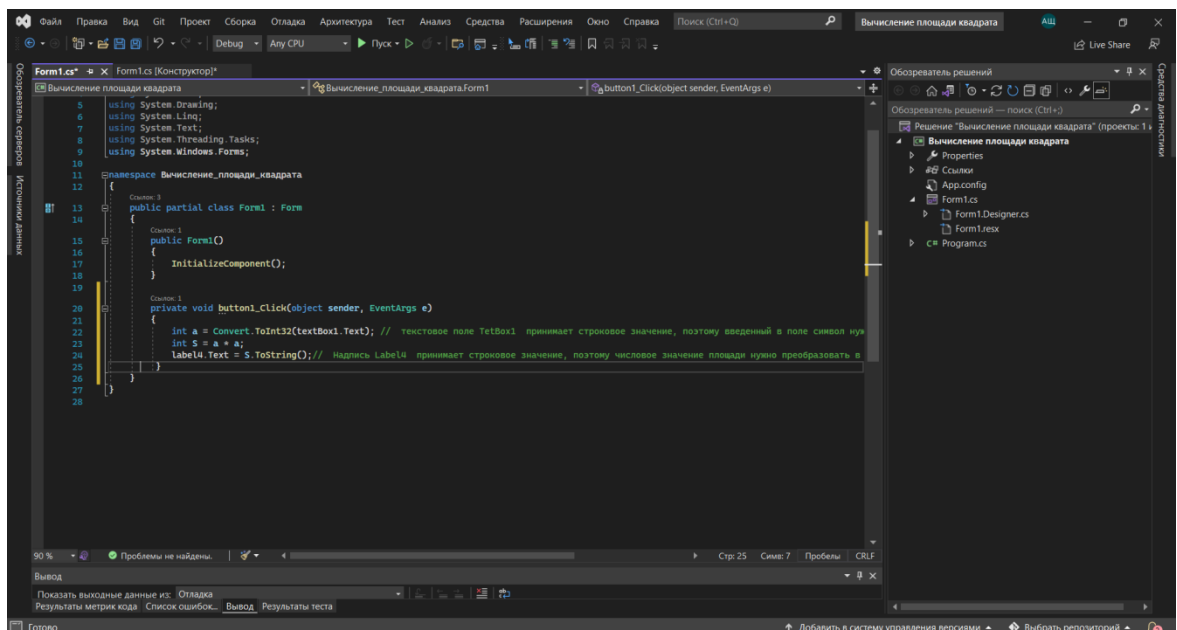 Файл Правка Вид Git Проект Сборка Отладка Архитектура Тест Анализ Средства Расширения Окно Справка Поиск (Ctrl+Q) Вычисление площади квадрата АЩ
Debug Any CPU Пуск Live Share
Обозреватель серверов
Источники данных
Form1.cs* Form1.cs [Конструктор]*
Вычисление площади квадрата Вычисление_площади_квадрата.Form1 button1_Click(object sender, EventArgs e)
5 using System.Drawing;
6 using System.Linq;
7 using System.Text;
8 using System.Threading.Tasks;
9 using System.Windows.Forms;
10
11 namespace Вычисление_площади_квадрата
12 {
Ссылок: 3
13 public partial class Form1 : Form
14 {
Ссылок: 1
15 public Form1()
16 {
17 InitializeComponent();
18 }
19
Ссылок: 1
20 private void button1_Click(object sender, EventArgs e)
21 {
22 int a = Convert.ToInt32(textBox1.Text); // текстовое поле TetBox1 принимает строковое значение, поэтому введенный в поле символ нуж
23 int S = a * a;
24 label4.Text = S.ToString();// Надпись Label4 принимает строковое значение, поэтому числовое значение площади нужно преобразовать в
25 }
26 }
27 }
28
90 % Проблемы не найдены. Стр: 25 Симв: 7 Пробелы CRLF
Вывод
Показать выходные данные из: Отладка
Результаты метрик кода Список ошибок... Вывод Результаты теста
Обозреватель решений
Обозреватель решений — поиск (Ctrl+;)
Решение "Вычисление площади квадрата" (проекты: 1
Вычисление площади квадрата
Properties
Ссылки
App.config
Form1.cs
Form1.Designer.cs
Form1.resx
C# Program.cs
Средства диагностики
Готово Добавить в систему управления версиями Выбрать репозиторий